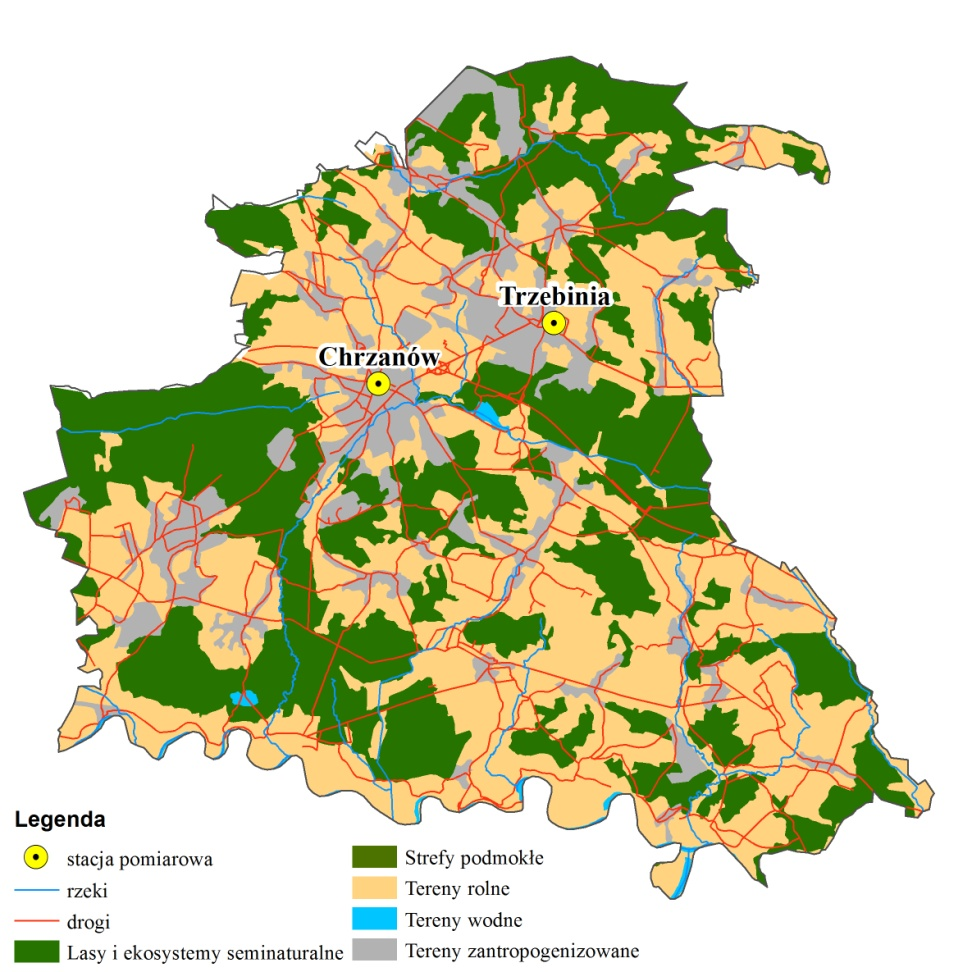 Trzebinia
Chrzanów
Legenda
stacja pomiarowa
rzeki
drogi
Lasy i ekosystemy seminaturalne
Strefy podmokłe
Tereny rolne
Tereny wodne
Tereny zantropogenizowane